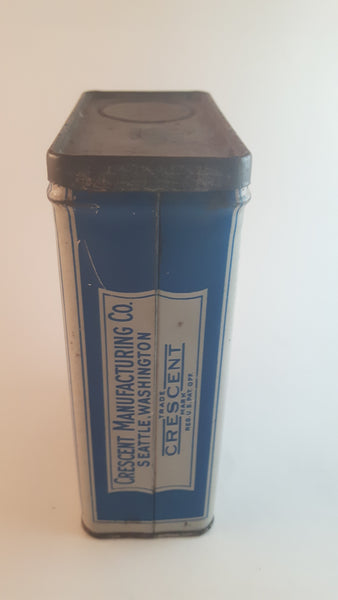 CRESCENT MANUFACTURING CO.
SEATTLE, WASHINGTON
TRADE
CRESCENT
MARK
REG. U.S. PAT. OFF.